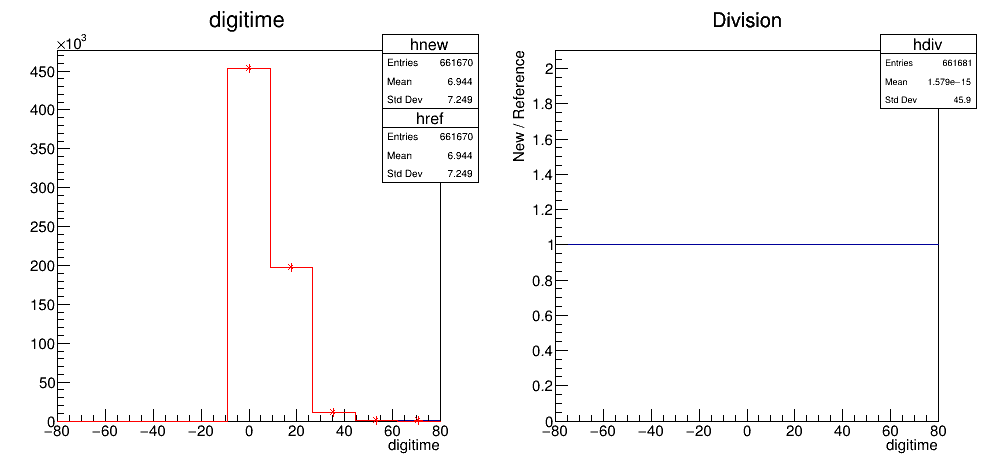 digitime
×10³
hnew
Entries 661670
Mean 6.944
Std Dev 7.249
href
Entries 661670
Mean 6.944
Std Dev 7.249
450
400
350
300
250
200
150
100
50
0
−80 −60 −40 −20 0 20 40 60 80
digitime
Division
hdiv
Entries 661681
Mean 1.579e−15
Std Dev 45.9
New / Reference
2
1.8
1.6
1.4
1.2
1
0.8
0.6
0.4
0.2
0
−80 −60 −40 −20 0 20 40 60 80
digitime